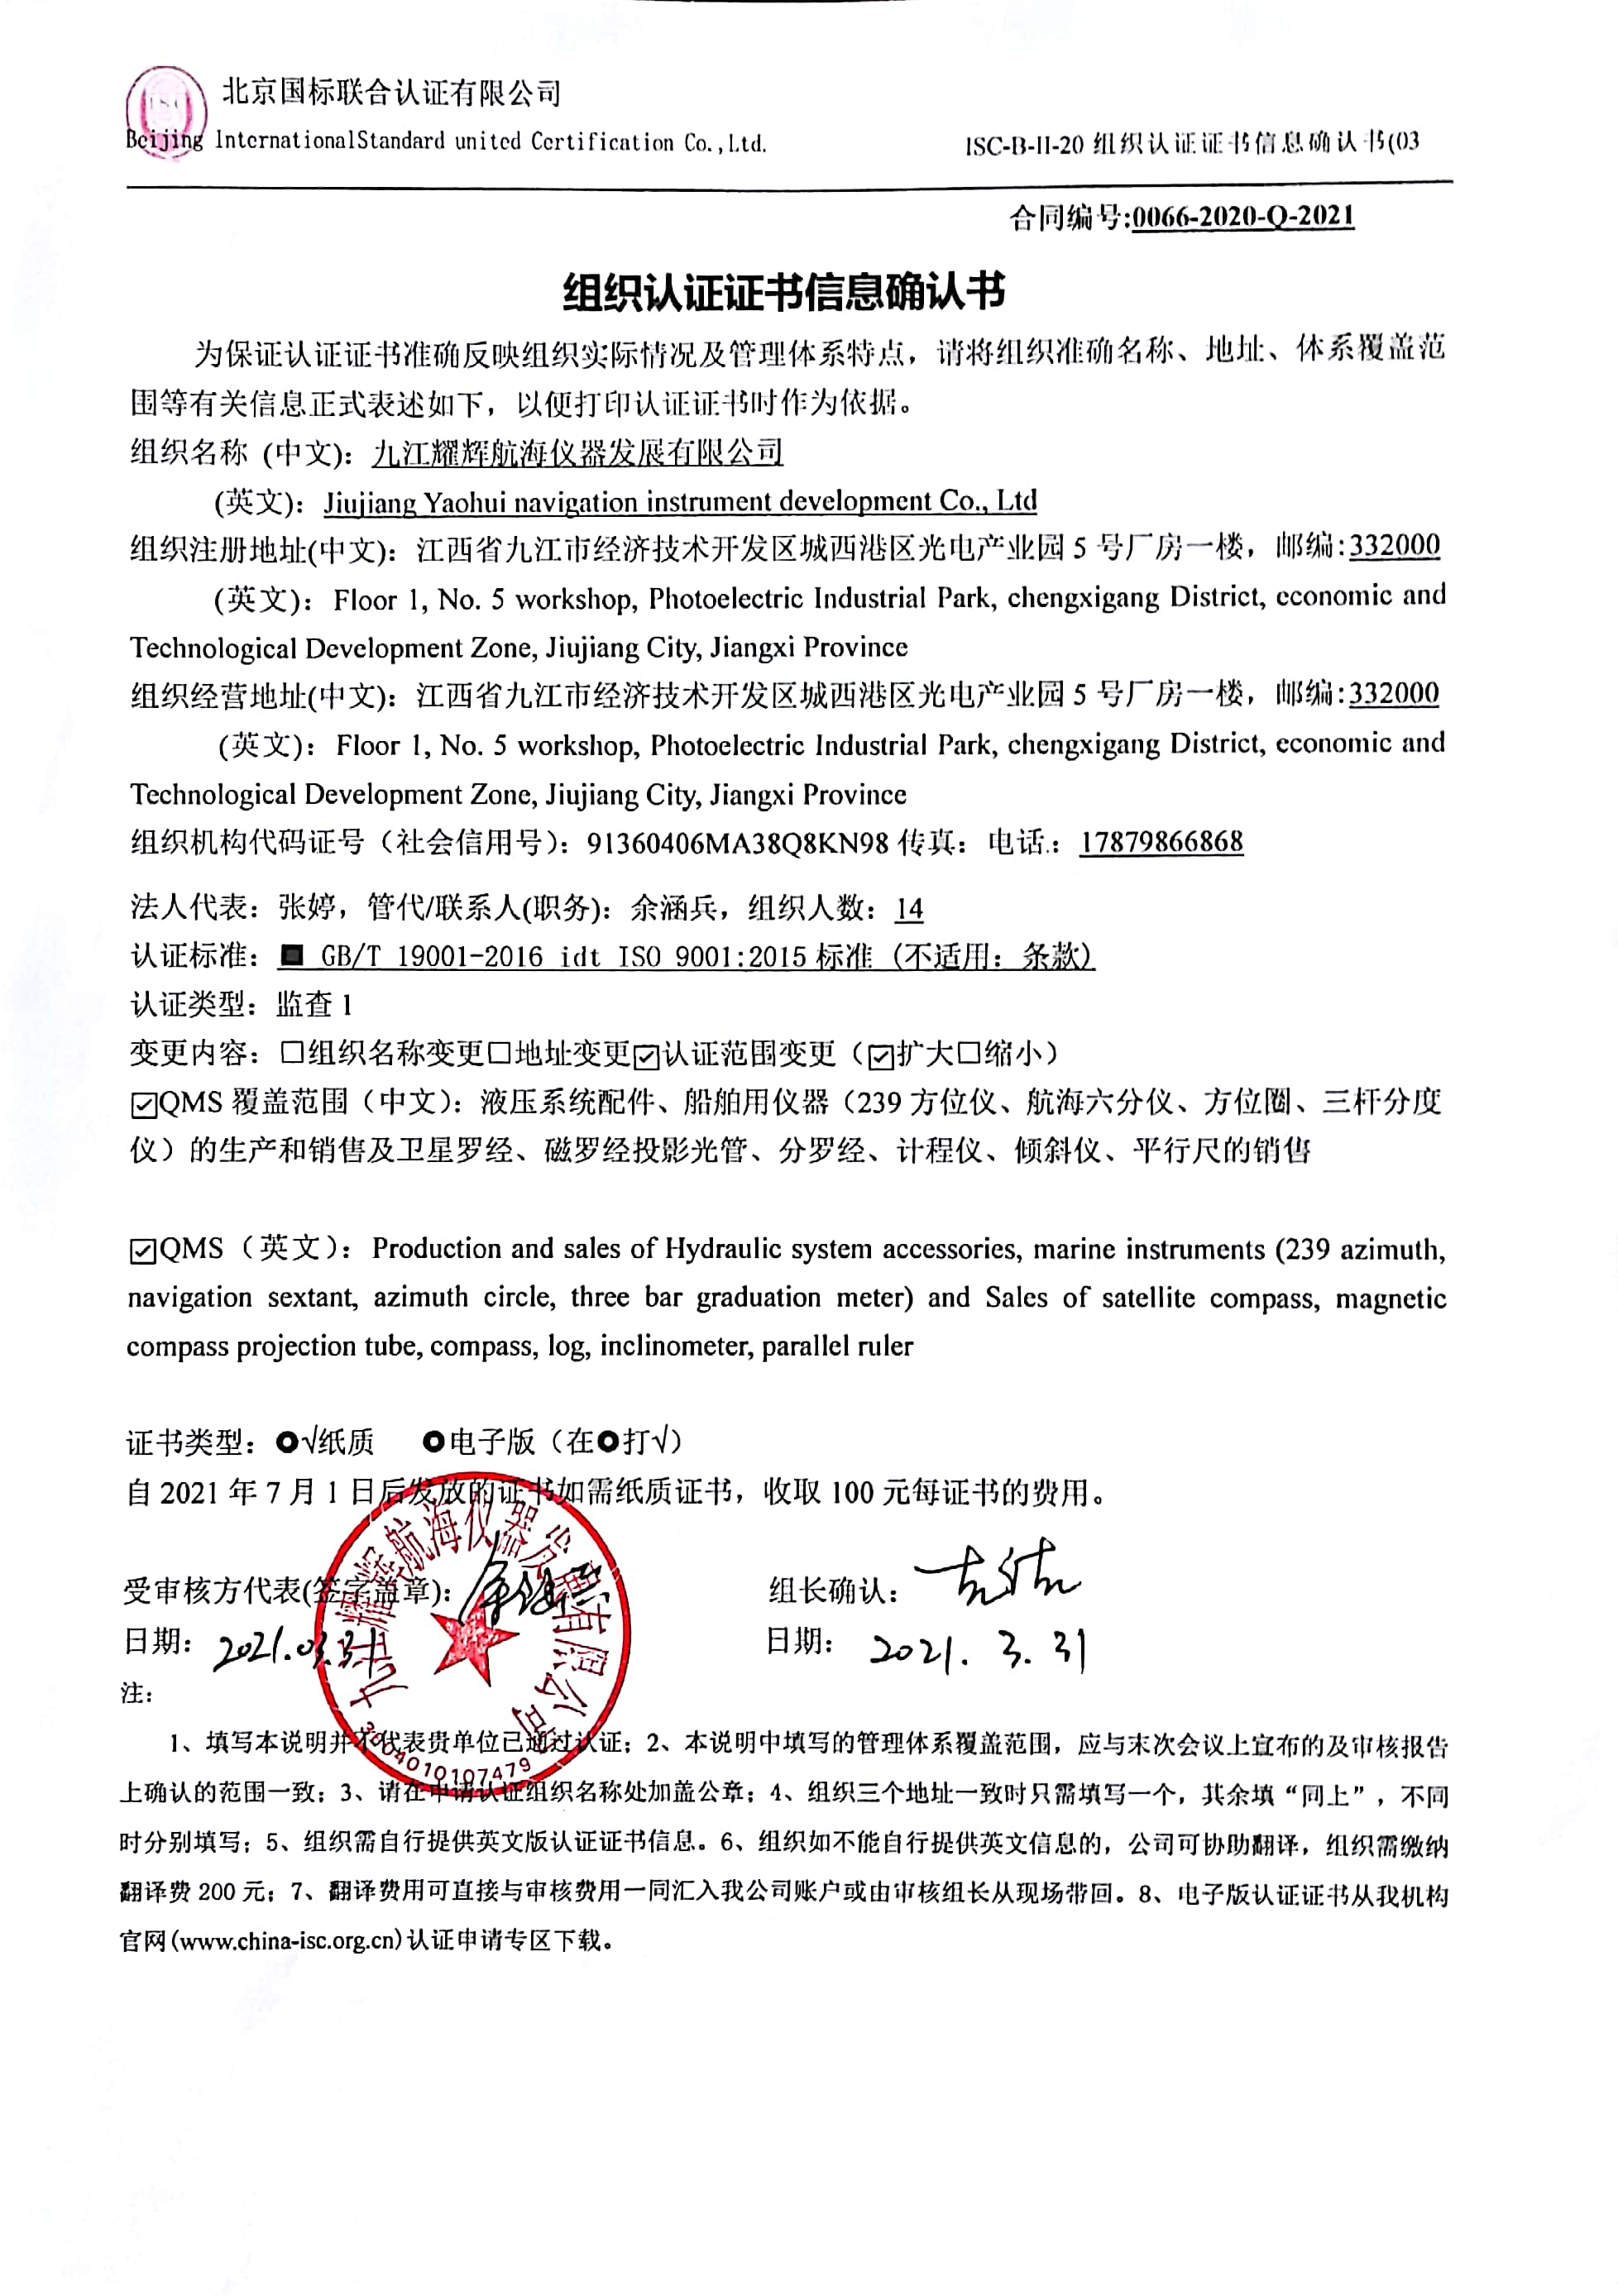 北京国标联合认证有限公司
Beijing InternationalStandard united Certification Co.,Ltd.
ISC-B-II-20 组织认证证书信息确认书(03
合同编号:0066-2020-Q-2021
组织认证证书信息确认书
为保证认证证书准确反映组织实际情况及管理体系特点，请将组织准确名称、地址、体系覆盖范
围等有关信息正式表述如下，以便打印认证证书时作为依据。
组织名称 (中文)：九江耀辉航海仪器发展有限公司
(英文)：Jiujiang Yaohui navigation instrument development Co., Ltd
组织注册地址(中文)：江西省九江市经济技术开发区城西港区光电产业园 5 号厂房一楼，邮编:332000
(英文)：Floor 1, No. 5 workshop, Photoelectric Industrial Park, chengxigang District, economic and
Technological Development Zone, Jiujiang City, Jiangxi Province
组织经营地址(中文)：江西省九江市经济技术开发区城西港区光电产业园 5 号厂房一楼，邮编:332000
(英文)：Floor 1, No. 5 workshop, Photoelectric Industrial Park, chengxigang District, economic and
Technological Development Zone, Jiujiang City, Jiangxi Province
组织机构代码证号（社会信用号）：91360406MA38Q8KN98 传真：电话.：17879866868
法人代表：张婷，管代/联系人(职务)：余涵兵，组织人数：14
认证标准：■ GB/T 19001-2016 idt ISO 9001:2015 标准（不适用：条款）
认证类型：监查 1
变更内容：□组织名称变更□地址变更☑认证范围变更（☑扩大□缩小）
☑QMS 覆盖范围（中文）：液压系统配件、船舶用仪器（239 方位仪、航海六分仪、方位圈、三杆分度
仪）的生产和销售及卫星罗经、磁罗经投影光管、分罗经、计程仪、倾斜仪、平行尺的销售
☑QMS（英文）：Production and sales of Hydraulic system accessories, marine instruments (239 azimuth,
navigation sextant, azimuth circle, three bar graduation meter) and Sales of satellite compass, magnetic
compass projection tube, compass, log, inclinometer, parallel ruler
证书类型：○√纸质 ○电子版（在○打√）
自 2021 年 7 月 1 日后发放的证书如需纸质证书，收取 100 元每证书的费用。
受审核方代表(签字盖章)：余涵兵 组长确认：
日期：2021.03.31 日期：2021. 3. 31
九江耀辉航海仪器发展有限公司
3604010107479
注：
1、填写本说明并不代表贵单位已通过认证；2、本说明中填写的管理体系覆盖范围，应与末次会议上宣布的及审核报告
上确认的范围一致；3、请在申请认证组织名称处加盖公章；4、组织三个地址一致时只需填写一个，其余填“同上”，不同
时分别填写；5、组织需自行提供英文版认证证书信息。6、组织如不能自行提供英文信息的，公司可协助翻译，组织需缴纳
翻译费 200 元；7、翻译费用可直接与审核费用一同汇入我公司账户或由审核组长从现场带回。8、电子版认证证书从我机构
官网(www.china-isc.org.cn)认证申请专区下载。